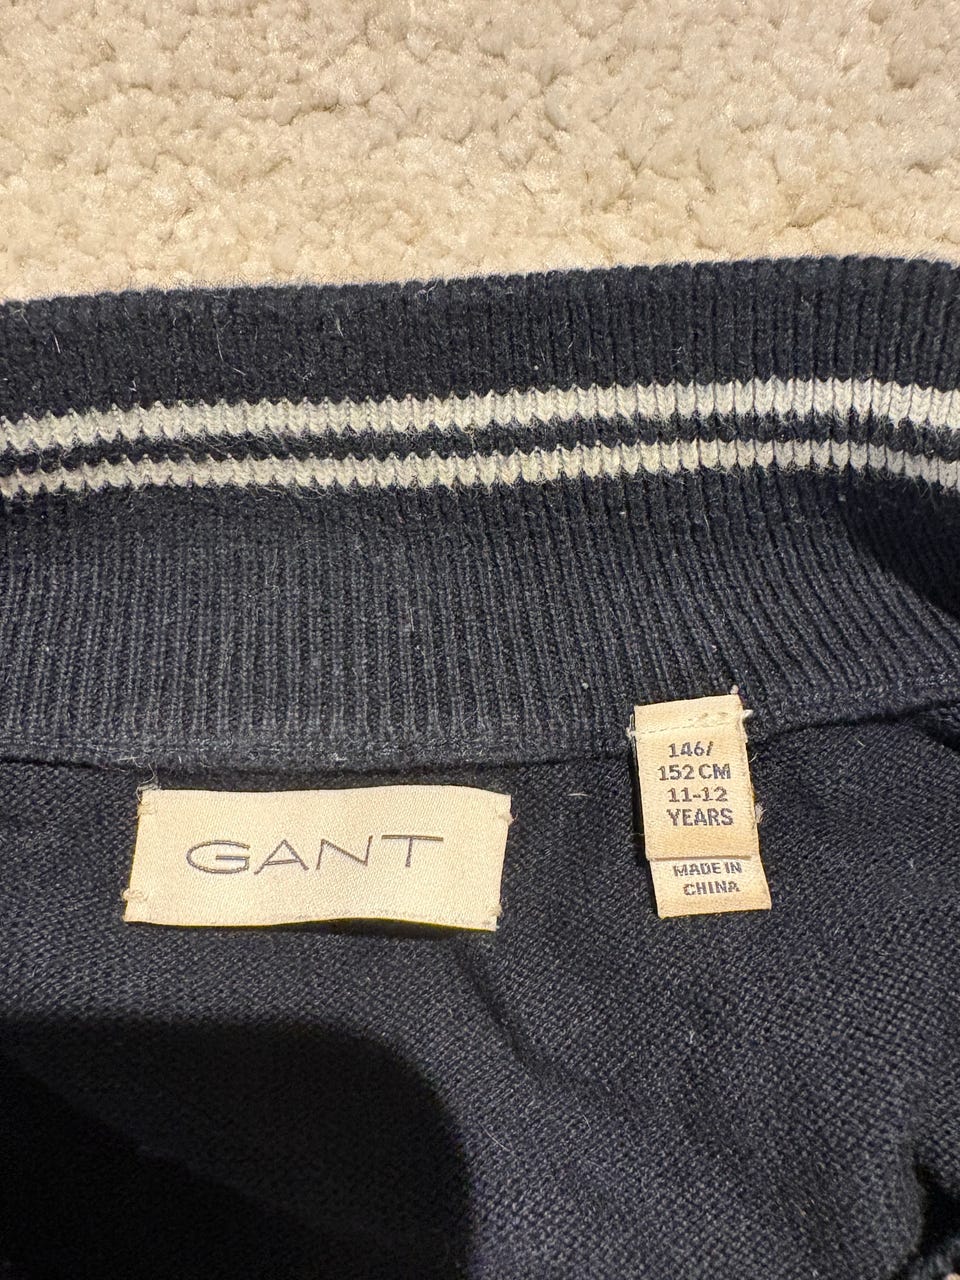 GANT
146/
152 CM
11-12
YEARS
MADE IN
CHINA